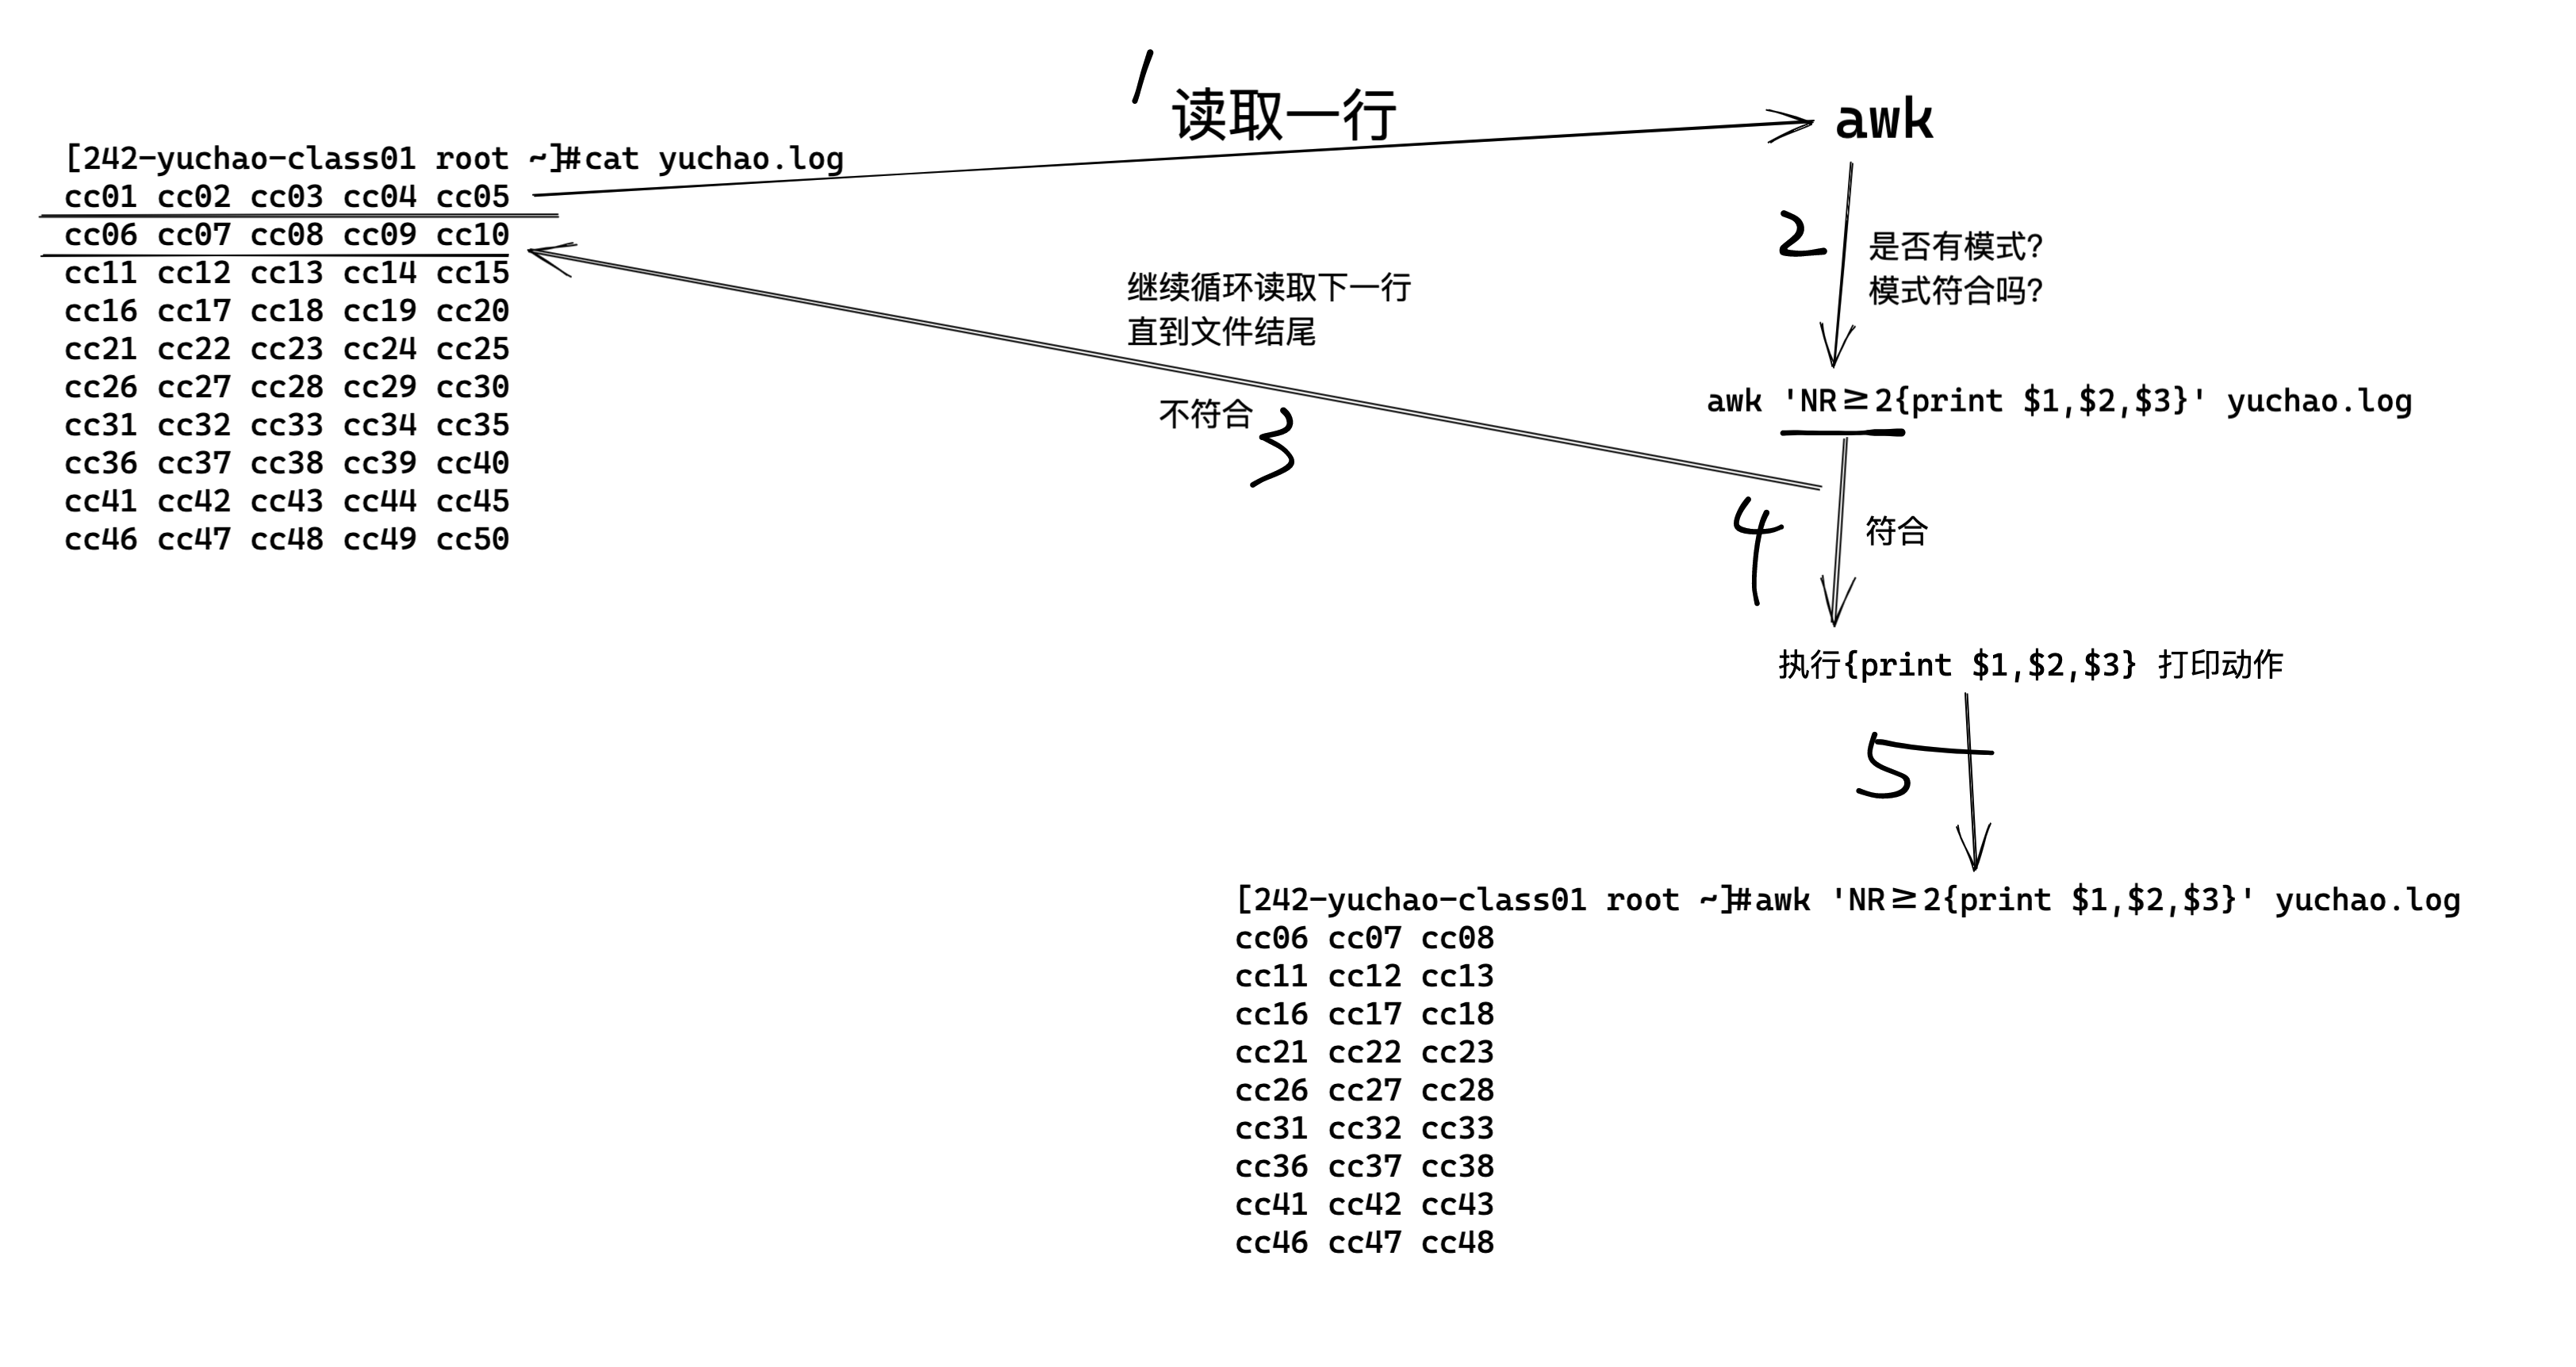 1
读取一行
awk
[242-yuchao-class01 root ~]#cat yuchao.log
cc01 cc02 cc03 cc04 cc05
cc06 cc07 cc08 cc09 cc10
cc11 cc12 cc13 cc14 cc15
cc16 cc17 cc18 cc19 cc20
cc21 cc22 cc23 cc24 cc25
cc26 cc27 cc28 cc29 cc30
cc31 cc32 cc33 cc34 cc35
cc36 cc37 cc38 cc39 cc40
cc41 cc42 cc43 cc44 cc45
cc46 cc47 cc48 cc49 cc50
2
是否有模式?
模式符合吗?
继续循环读取下一行
直到文件结尾
不符合
3
awk 'NR≥2{print $1,$2,$3}' yuchao.log
4
符合
执行{print $1,$2,$3} 打印动作
5
[242-yuchao-class01 root ~]#awk 'NR≥2{print $1,$2,$3}' yuchao.log
cc06 cc07 cc08
cc11 cc12 cc13
cc16 cc17 cc18
cc21 cc22 cc23
cc26 cc27 cc28
cc31 cc32 cc33
cc36 cc37 cc38
cc41 cc42 cc43
cc46 cc47 cc48